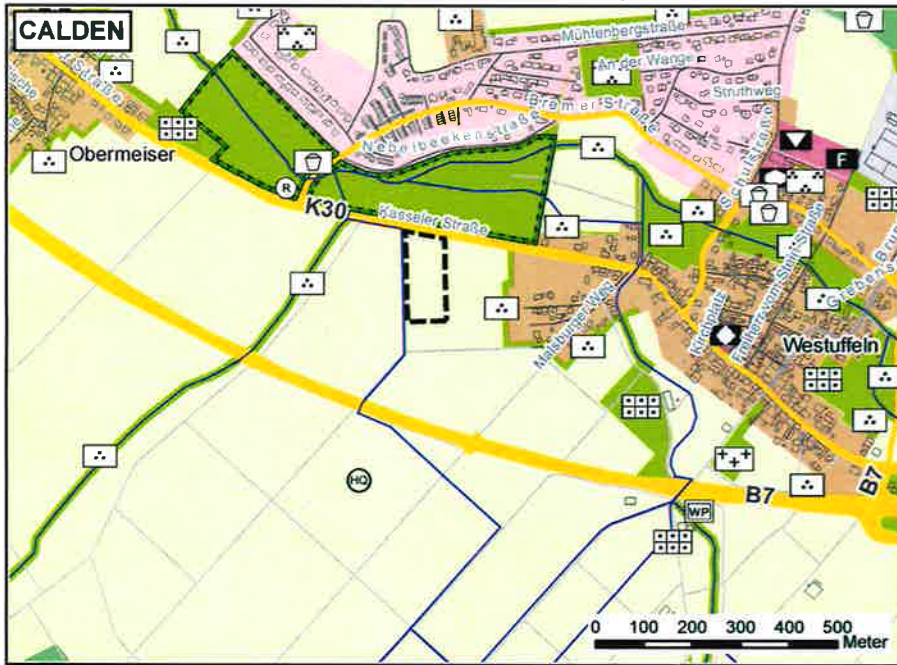 CALDEN
Mühlenbergstraße
An der Wange
Struthweg
Bremer Straße
Nebelbeekenstraße
Schulstraße
F
Straße
Obermeiser
R
K30
Kasseler Straße
Malsburger Weg
Kirchplatz
Freiherr-vom-Stein-Straße
Westuffeln
HQ
B7
B7
WP
0 100 200 300 400 500
Meter